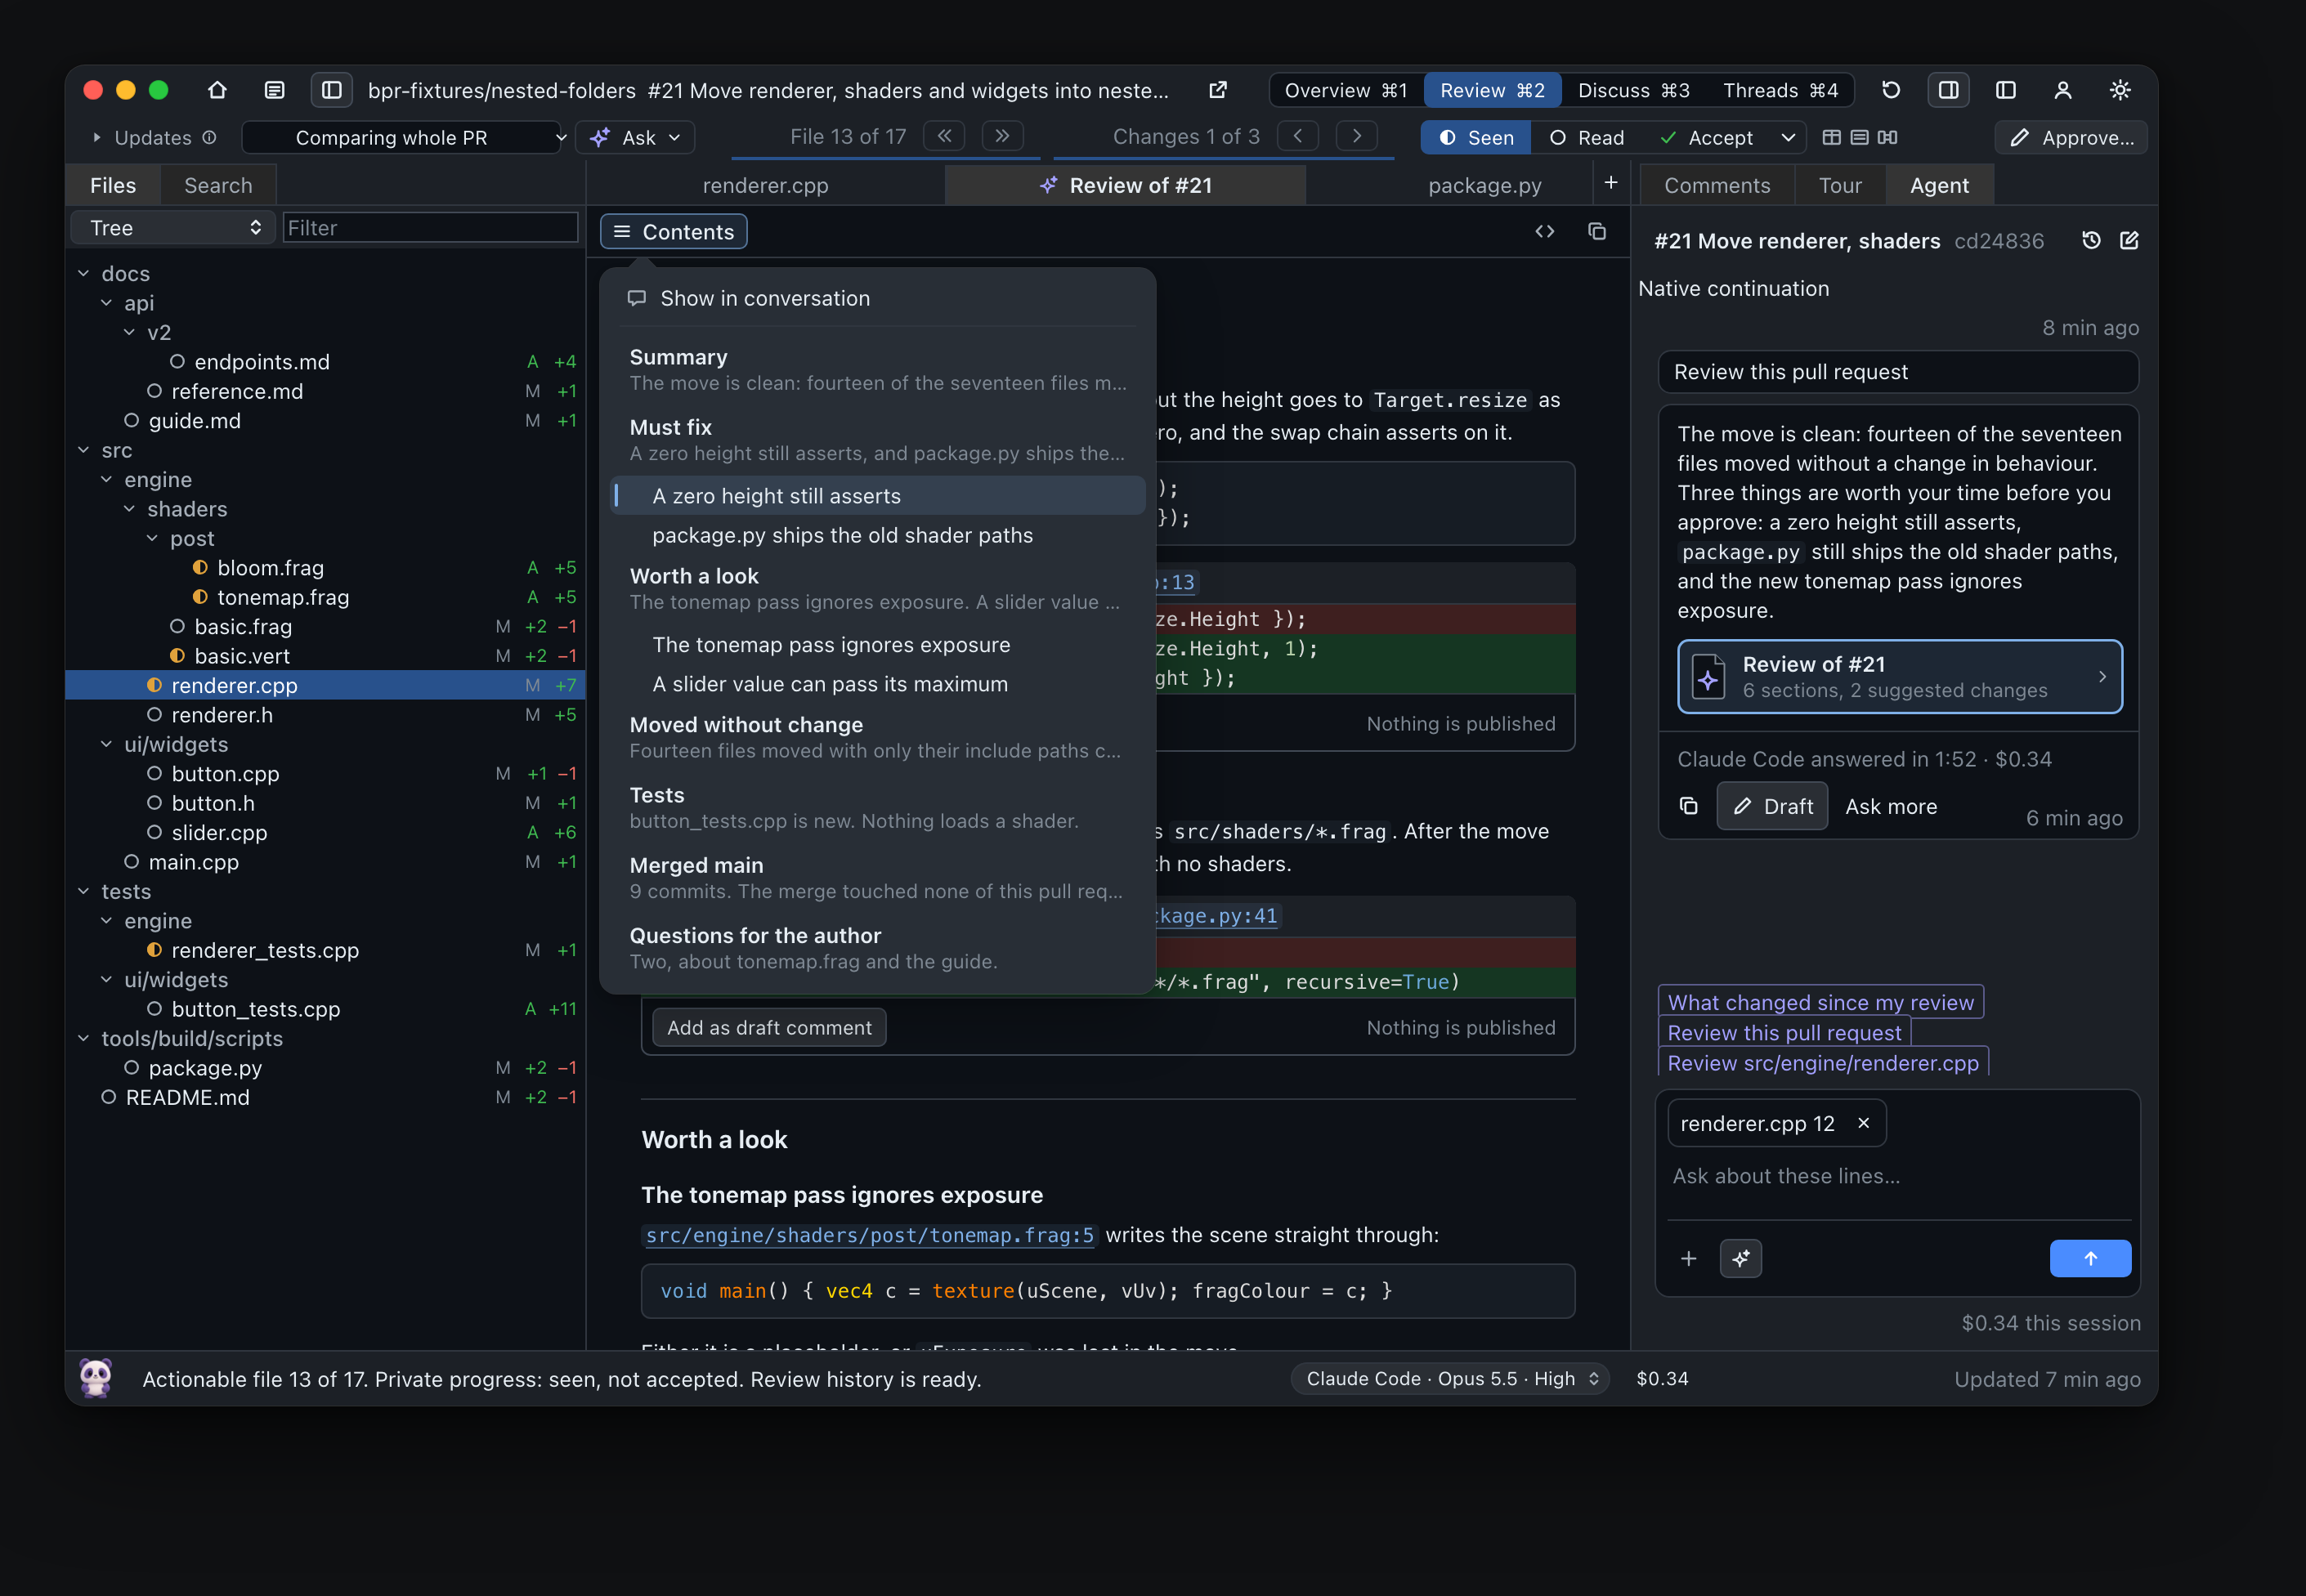 bpr-fixtures/nested-folders #21 Move renderer, shaders and widgets into neste...
Overview ⌘1 Review ⌘2 Discuss ⌘3 Threads ⌘4
Updates Comparing whole PR Ask File 13 of 17 Changes 1 of 3 Seen Read Accept Approve...
Files Search
Tree Filter
docs
api
v2
endpoints.md A +4
reference.md M +1
guide.md M +1
src
engine
shaders
post
bloom.frag A +5
tonemap.frag A +5
basic.frag M +2 −1
basic.vert M +2 −1
renderer.cpp M +7
renderer.h M +5
ui/widgets
button.cpp M +1 −1
button.h M +1
slider.cpp A +6
main.cpp M +1
tests
engine
renderer_tests.cpp M +1
ui/widgets
button_tests.cpp A +11
tools/build/scripts
package.py M +2 −1
README.md M +2 −1
renderer.cpp Review of #21 package.py +
Contents
Show in conversation
Summary
The move is clean: fourteen of the seventeen files m...
Must fix
A zero height still asserts, and package.py ships the...
A zero height still asserts
package.py ships the old shader paths
Worth a look
The tonemap pass ignores exposure. A slider value ...
The tonemap pass ignores exposure
A slider value can pass its maximum
Moved without change
Fourteen files moved with only their include paths c...
Tests
button_tests.cpp is new. Nothing loads a shader.
Merged main
9 commits. The merge touched none of this pull req...
Questions for the author
Two, about tonemap.frag and the guide.
the height goes to Target.resize as
and the swap chain asserts on it.
);
});
:13
.Height });
.Height, 1);
});
Nothing is published
src/shaders/*.frag. After the move
no shaders.
kage.py:41
*/*.frag", recursive=True)
Add as draft comment Nothing is published
Worth a look
The tonemap pass ignores exposure
src/engine/shaders/post/tonemap.frag:5 writes the scene straight through:
void main() { vec4 c = texture(uScene, vUv); fragColour = c; }
Comments Tour Agent
#21 Move renderer, shaders cd24836
Native continuation
8 min ago
Review this pull request
The move is clean: fourteen of the seventeen
files moved without a change in behaviour.
Three things are worth your time before you
approve: a zero height still asserts,
package.py still ships the old shader paths,
and the new tonemap pass ignores
exposure.
Review of #21
6 sections, 2 suggested changes
Claude Code answered in 1:52 · $0.34
Draft Ask more 6 min ago
What changed since my review
Review this pull request
Review src/engine/renderer.cpp
renderer.cpp 12 ×
Ask about these lines...
$0.34 this session
Actionable file 13 of 17. Private progress: seen, not accepted. Review history is ready.
Claude Code · Opus 5.5 · High $0.34 Updated 7 min ago